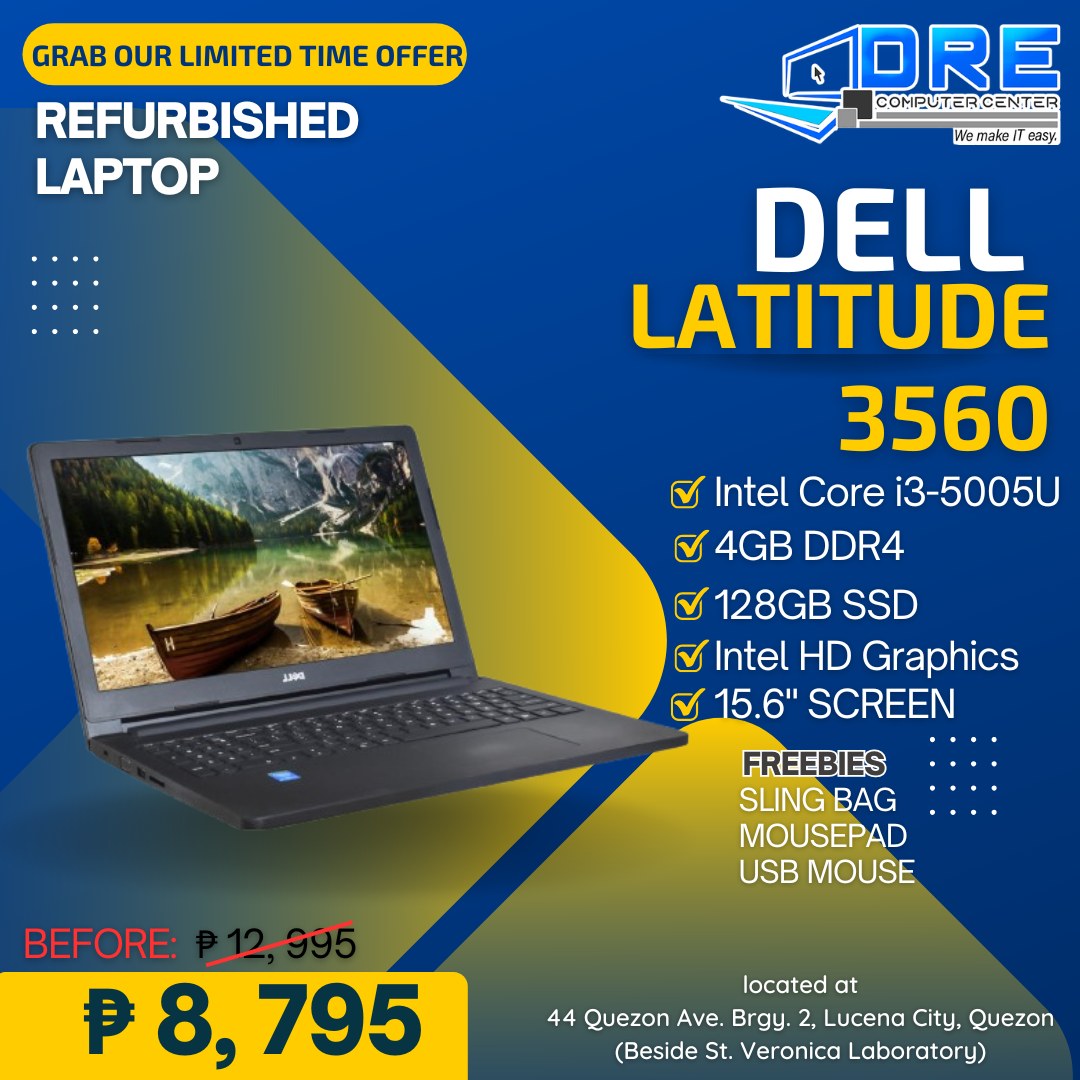 GRAB OUR LIMITED TIME OFFER
REFURBISHED
LAPTOP
DRE
COMPUTER CENTER
We make IT easy.
DELL
LATITUDE
3560
Intel Core i3-5005U
4GB DDR4
128GB SSD
Intel HD Graphics
15.6" SCREEN
H
DELL
FREEBIES
SLING BAG
MOUSEPAD
USB MOUSE
BEFORE: ₱ 12, 995
₱ 8, 795
located at
44 Quezon Ave. Brgy. 2, Lucena City, Quezon
(Beside St. Veronica Laboratory)